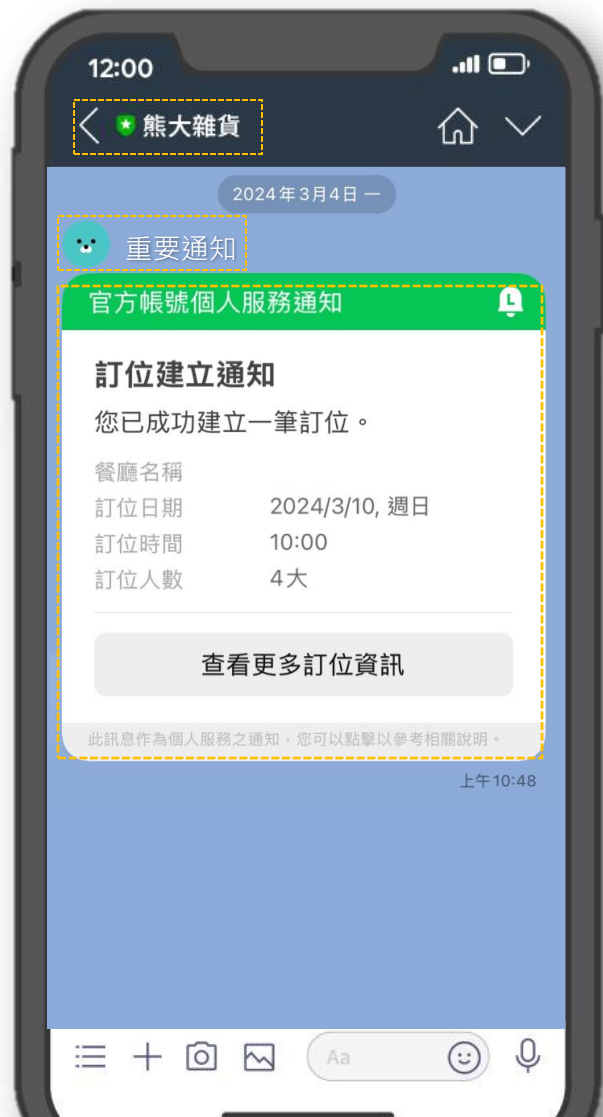 12:00
熊大雜貨
2024年3月4日 一
重要通知
官方帳號個人服務通知
訂位建立通知
您已成功建立一筆訂位。
餐廳名稱
訂位日期 2024/3/10, 週日
訂位時間 10:00
訂位人數 4大
查看更多訂位資訊
此訊息作為個人服務之通知，您可以點擊以參考相關說明。
上午10:48
Aa